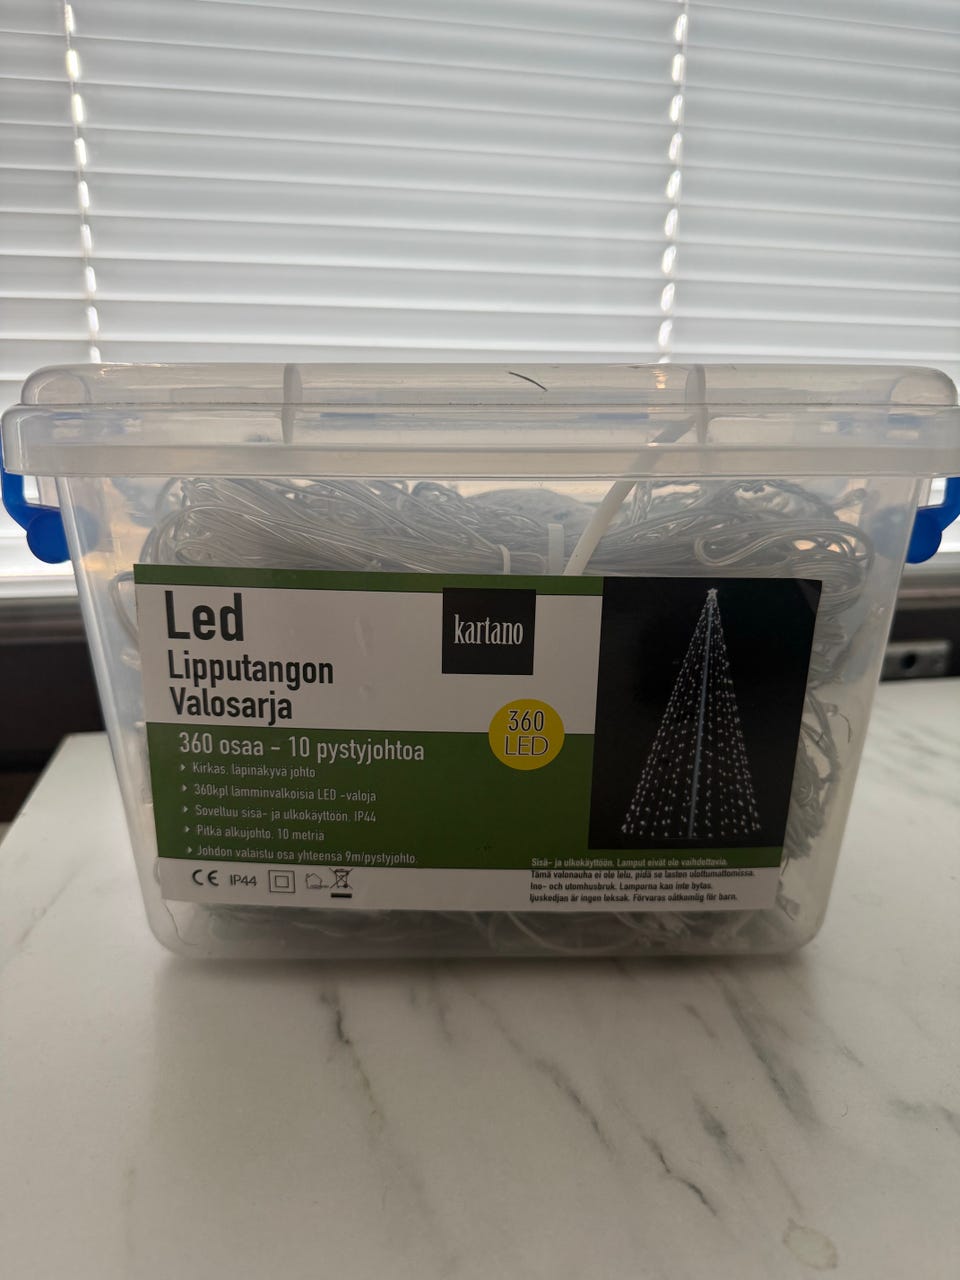 Led
Lipputangon
Valosarja
kartano
360
LED
360 osaa - 10 pystyjohtoa
Kirkas, läpinäkyvä johto
360kpl lämminvalkoisia LED -valoja
Soveltuu sisä- ja ulkokäyttöön. IP44
Pitkä alkujohto. 10 metriä
Johdon valaistu osa yhteensä 9m/pystyjohto.
CE IP44
Sisä- ja ulkokäyttöön. Lamput eivät ole vaihdettavia.
Tämä valonauha ei ole lelu, pidä se lasten ulottumattomissa.
Ino- och utomhusbruk. Lamporna kan inte bytas.
ljuskedjan är ingen leksak. Förvaras oåtkomlig för barn.